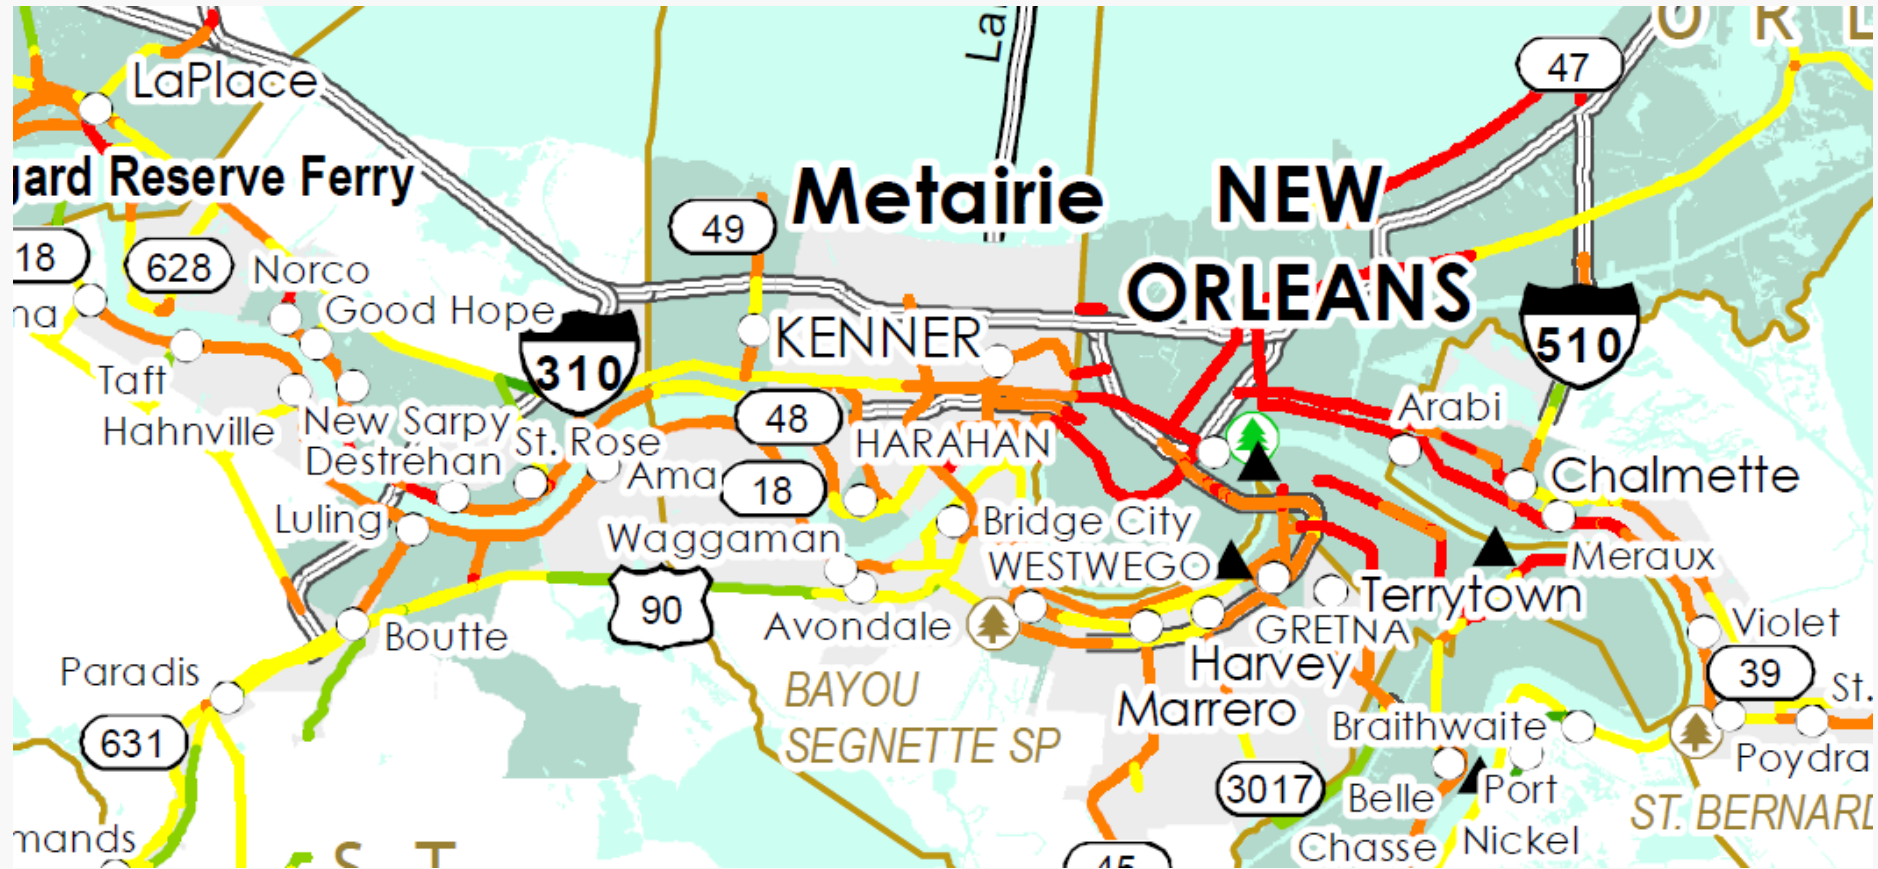 O R L
47
La
LaPlace
gard Reserve Ferry
Metairie
NEW
ORLEANS
49
18
628
Norco
Good Hope
na
KENNER
310
510
Taft
Hahnville
New Sarpy
Destrehan
St. Rose
Ama
48
HARAHAN
18
Arabi
Chalmette
Luling
Waggaman
Bridge City
WESTWEGO
Meraux
Terrytown
90
Avondale
Boutte
GRETNA
Violet
Paradis
Harvey
39
St.
BAYOU
SEGNETTE SP
Marrero
Braithwaite
631
Poydra
3017
Belle
Chasse
Port
Nickel
ST. BERNARD
mands
S T
45